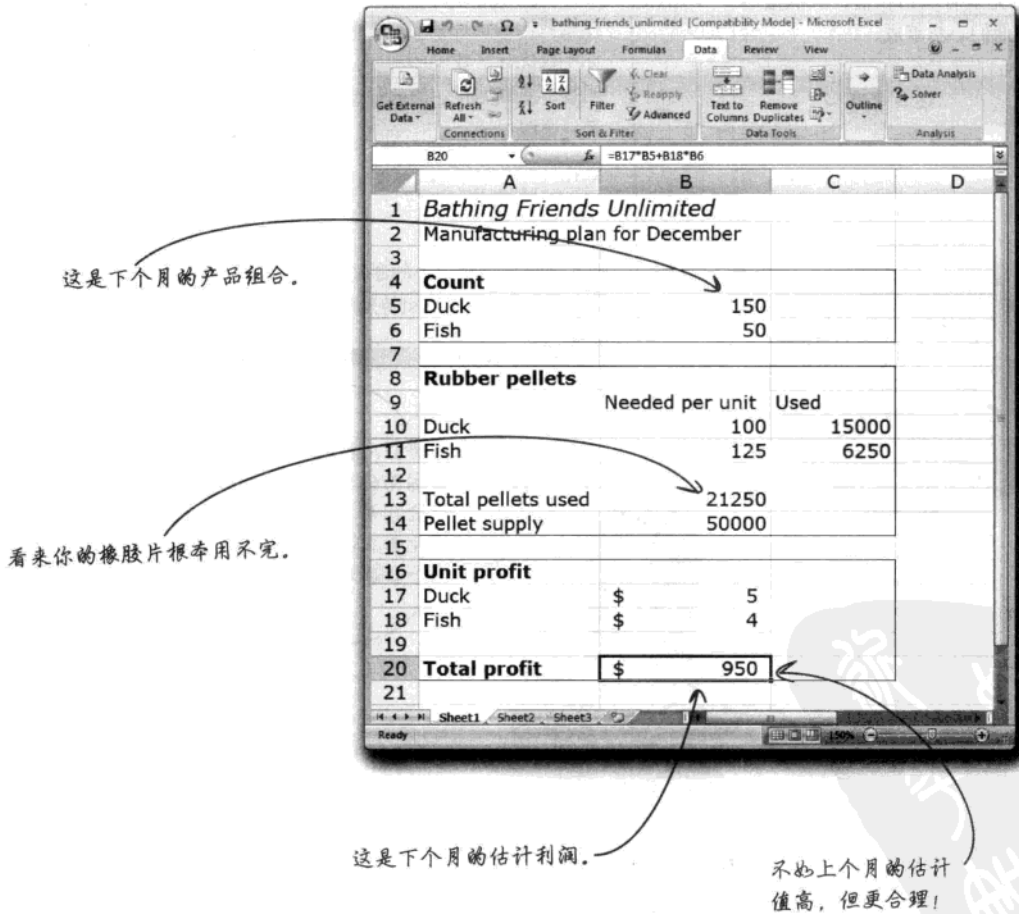 bathing_friends_unlimited [Compatibility Mode] - Microsoft Excel
Home Insert Page Layout Formulas Data Review View
Get External Data
Refresh All
Connections
Sort
Filter
Clear
Reapply
Advanced
Sort & Filter
Text to Columns
Remove Duplicates
Data Tools
Outline
Data Analysis
Solver
Analysis
B20 fx =B17*B5+B18*B6
A B C D
1 Bathing Friends Unlimited
2 Manufacturing plan for December
3
4 Count
5 Duck 150
6 Fish 50
7
8 Rubber pellets
9 Needed per unit Used
10 Duck 100 15000
11 Fish 125 6250
12
13 Total pellets used 21250
14 Pellet supply 50000
15
16 Unit profit
17 Duck $ 5
18 Fish $ 4
19
20 Total profit $ 950
21
Sheet1 Sheet2 Sheet3
Ready 150%
这是下个月的产品组合。
看来你的橡胶片根本用不完。
这是下个月的估计利润。
不如上个月的估计
值高，但更合理！